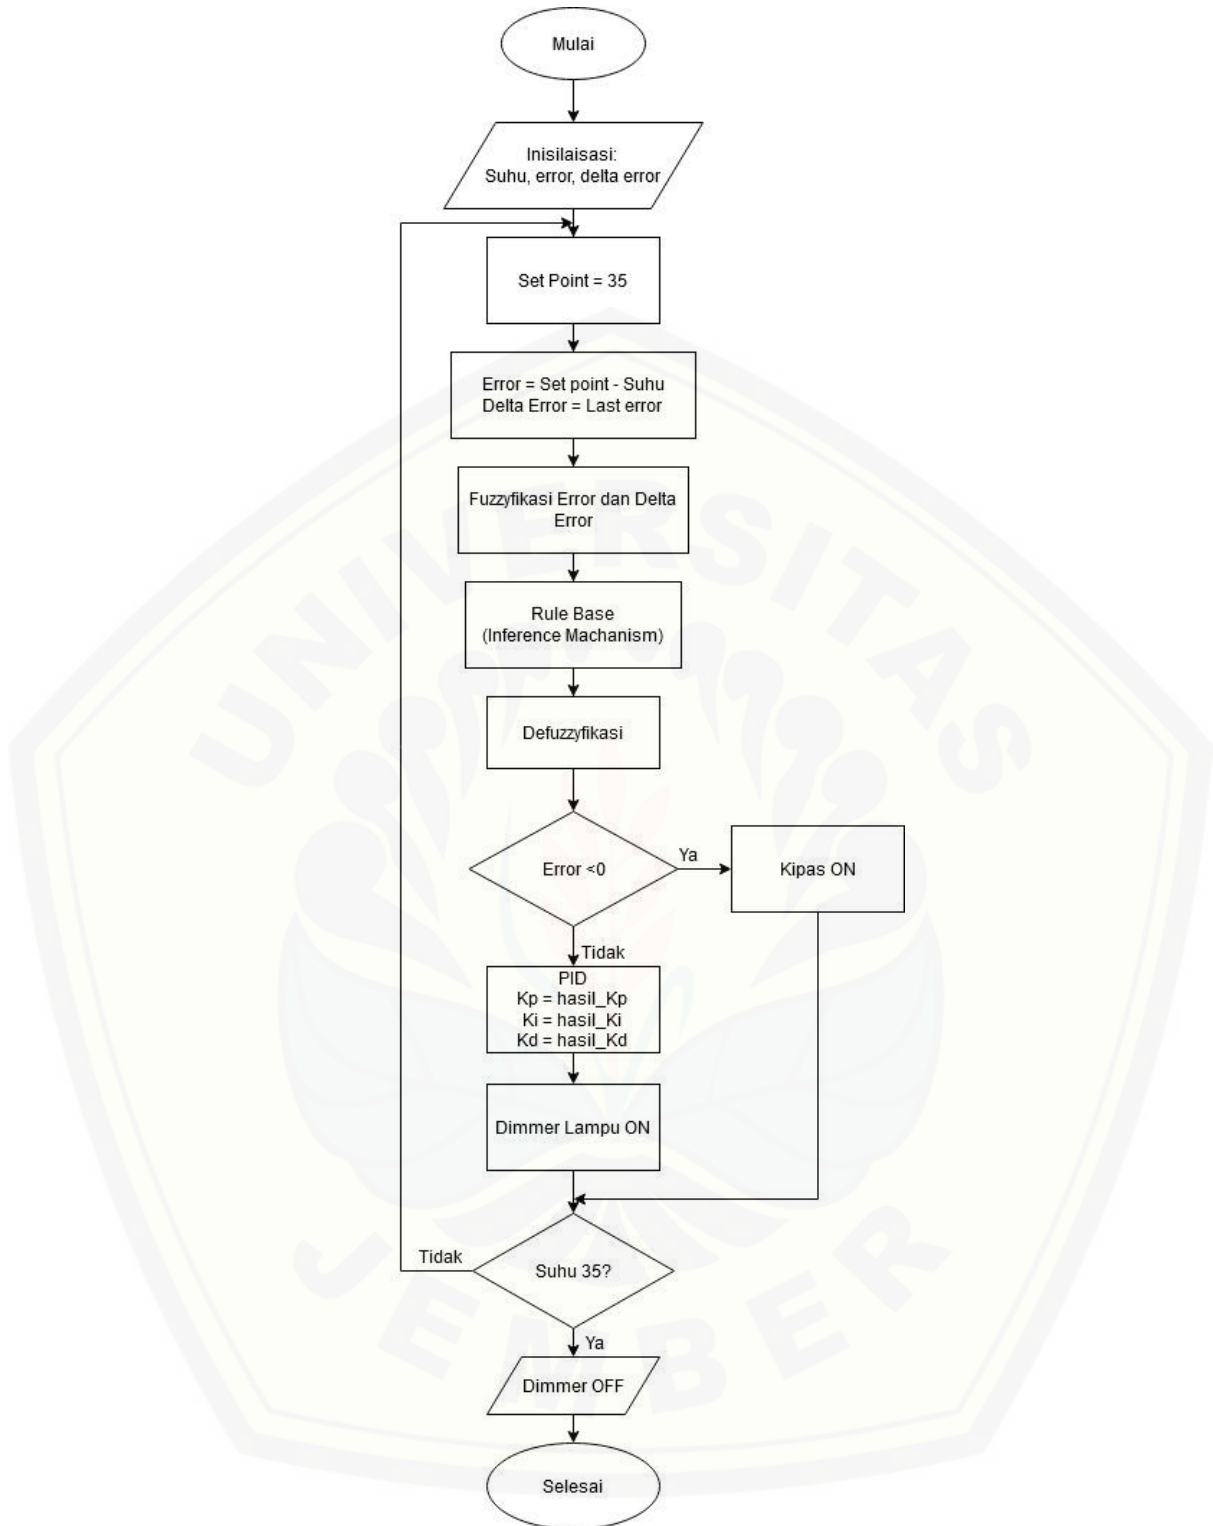 Mulai
Inisilaisasi:
Suhu, error, delta error
Set Point = 35
Error = Set point - Suhu
Delta Error = Last error
Fuzzyfikasi Error dan Delta
Error
Rule Base
(Inference Machanism)
Defuzzyfikasi
Error <0
Ya
Kipas ON
Tidak
PID
Kp = hasil_Kp
Ki = hasil_Ki
Kd = hasil_Kd
Dimmer Lampu ON
Tidak
Suhu 35?
Ya
Dimmer OFF
Selesai
UNIVERSITAS
JEMBER